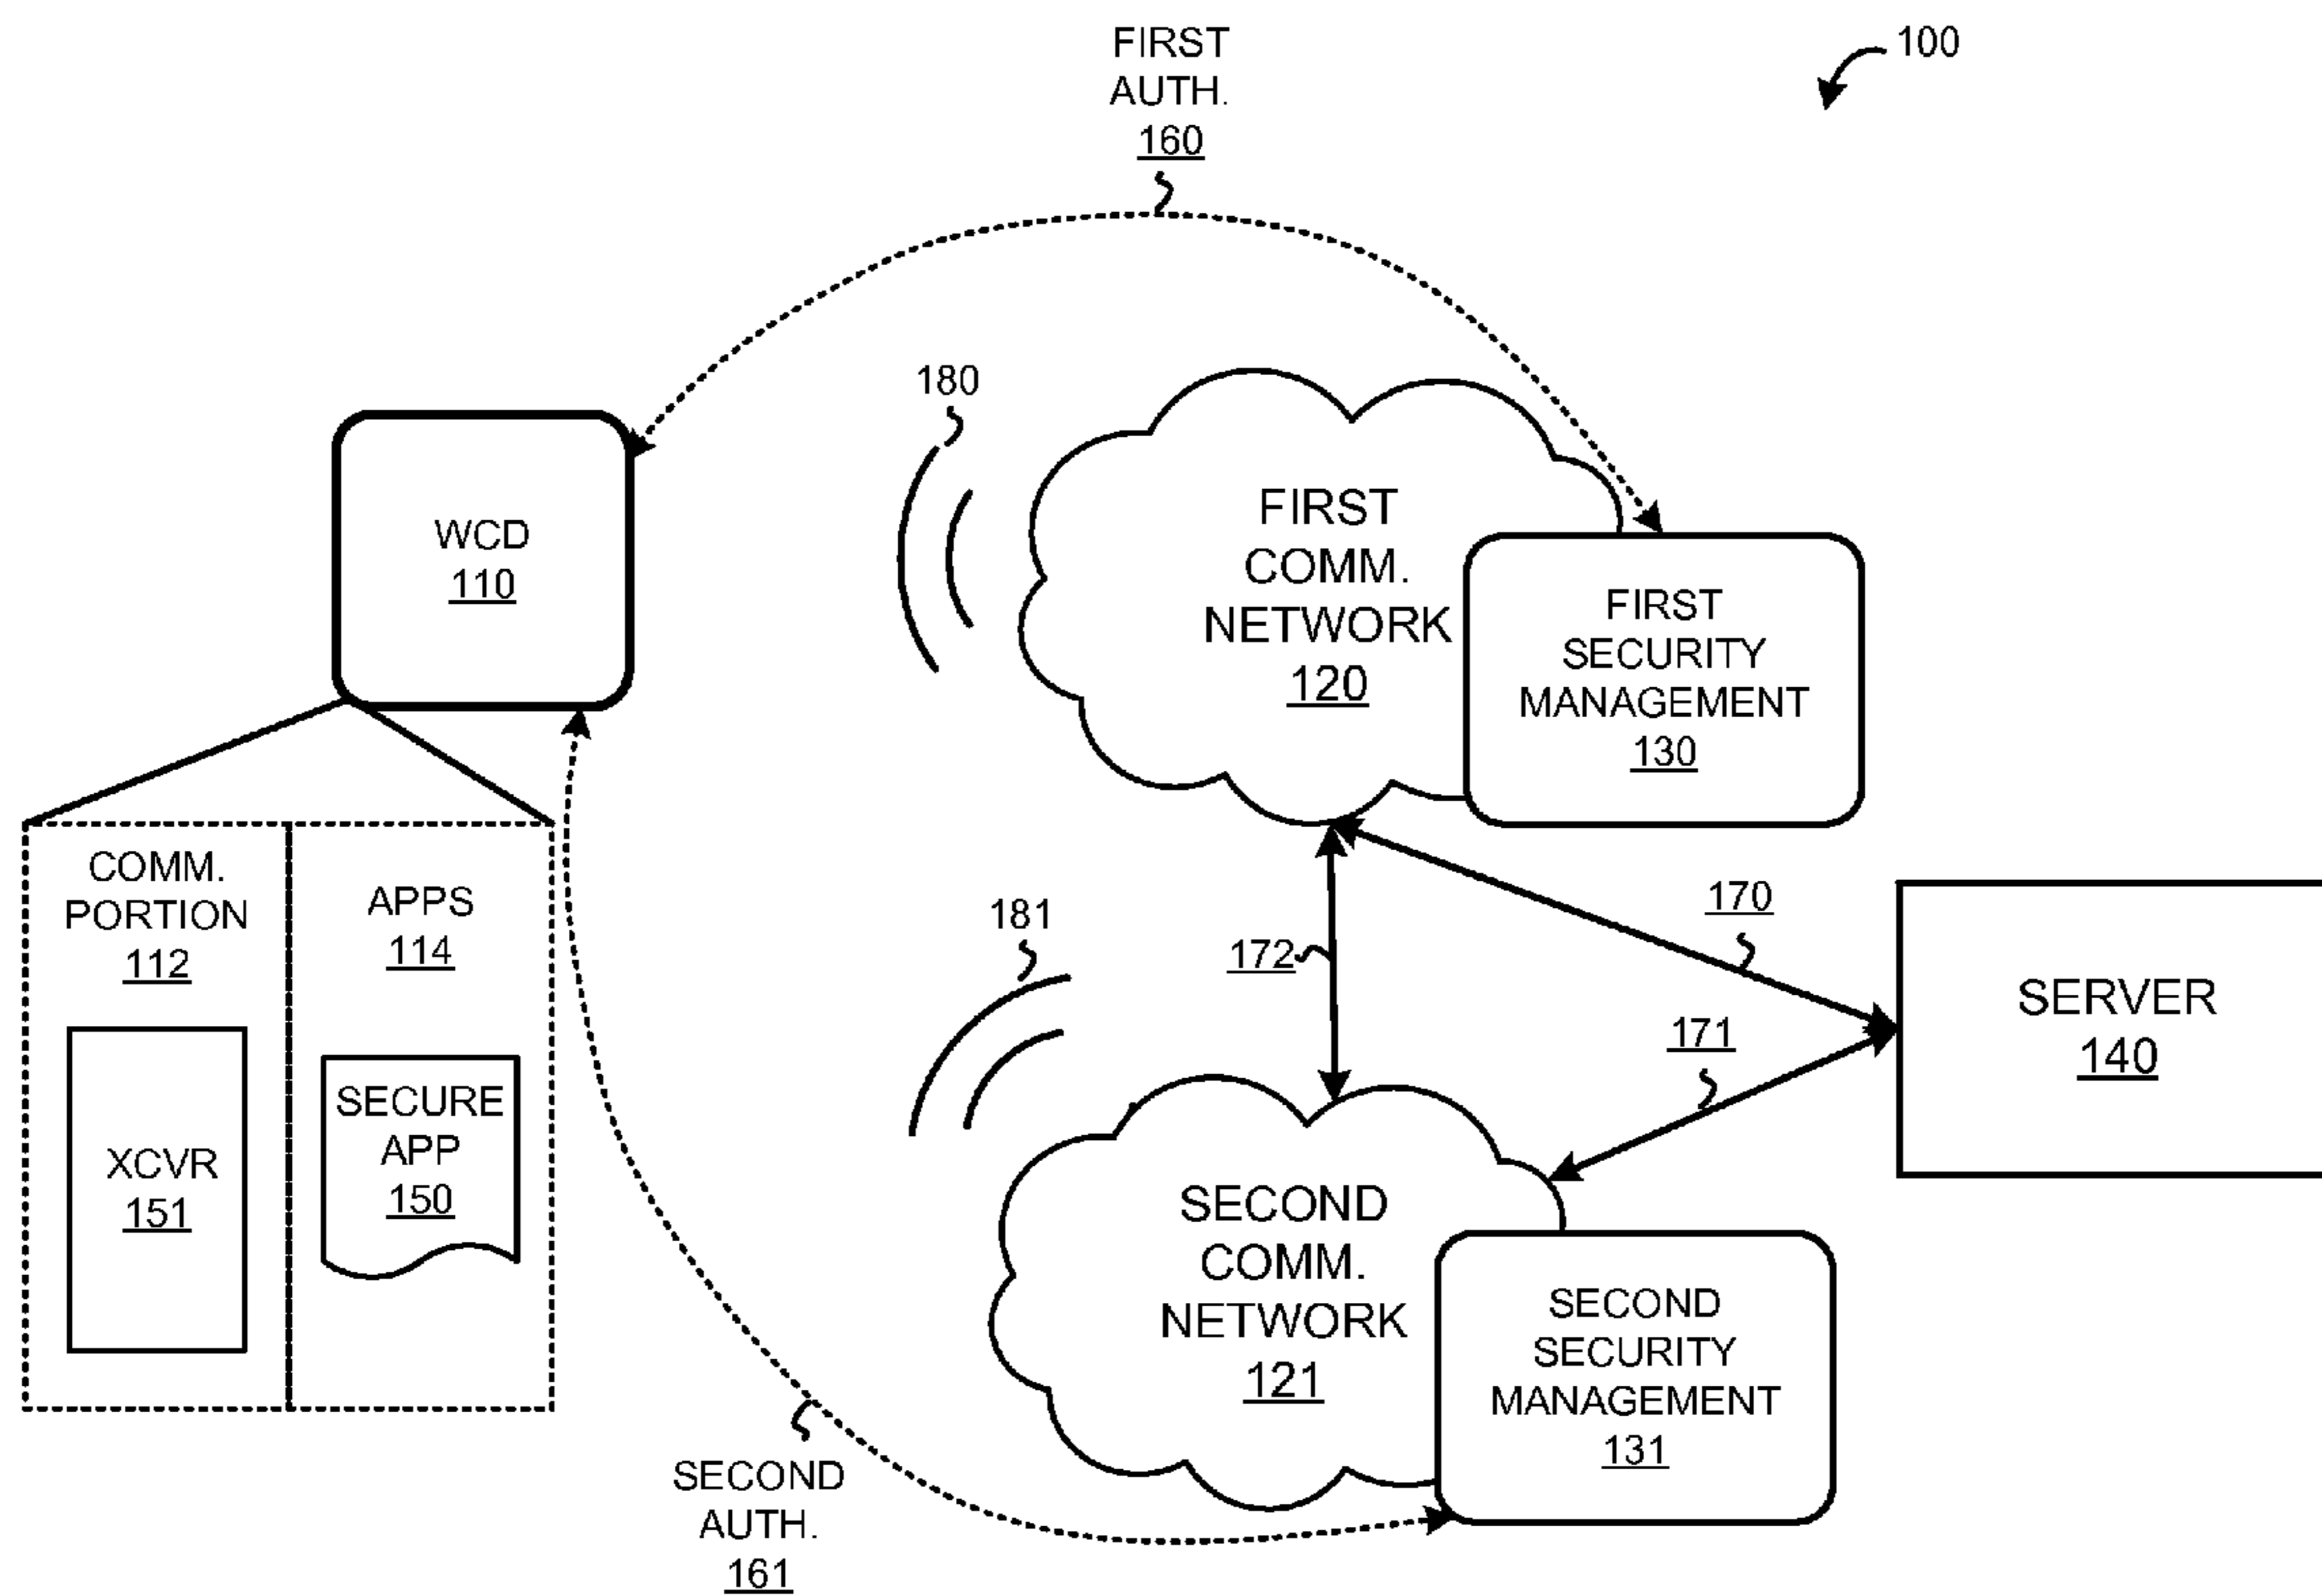 FIRST
AUTH.
160
100
180
WCD
110
FIRST
COMM.
NETWORK
120
FIRST
SECURITY
MANAGEMENT
130
COMM.
PORTION
112
APPS
114
XCVR
151
SECURE
APP
150
181
172
170
171
SERVER
140
SECOND
COMM.
NETWORK
121
SECOND
SECURITY
MANAGEMENT
131
SECOND
AUTH.
161